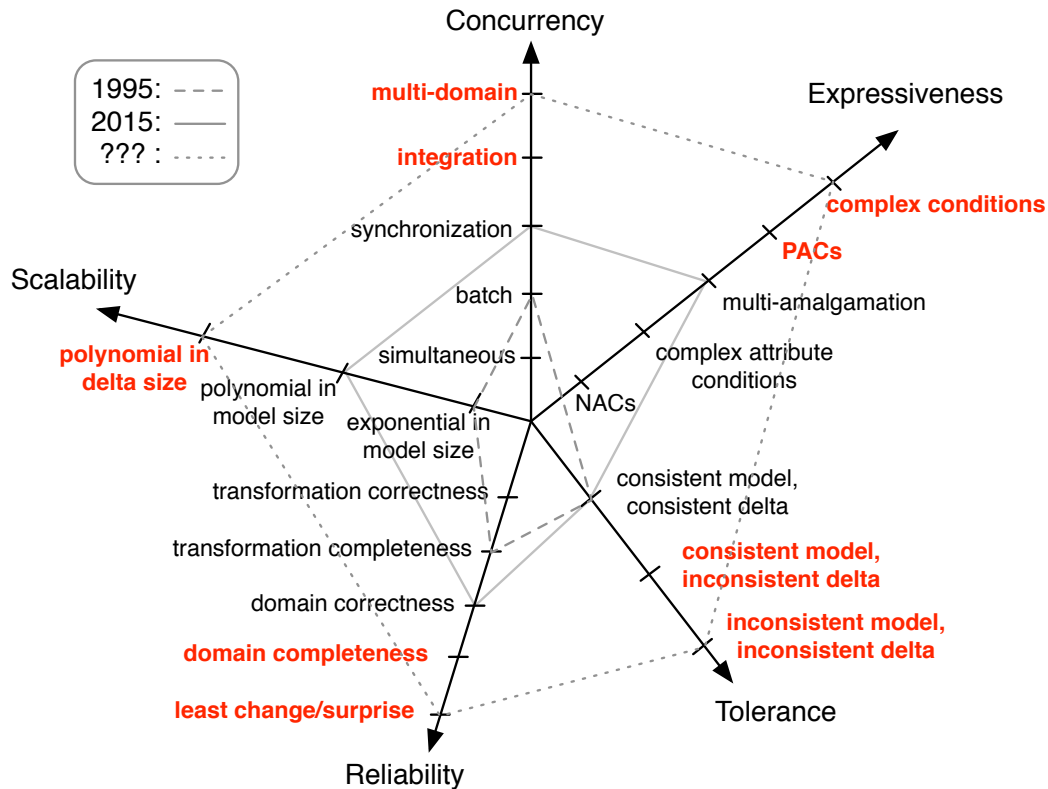 Concurrency
1995:
2015:
??? :
multi-domain
Expressiveness
integration
complex conditions
synchronization
PACs
Scalability
batch
multi-amalgamation
polynomial in
delta size
simultaneous
complex attribute
conditions
polynomial in
model size
NACs
exponential in
model size
consistent model,
consistent delta
transformation correctness
transformation completeness
consistent model,
inconsistent delta
domain correctness
inconsistent model,
inconsistent delta
domain completeness
least change/surprise
Tolerance
Reliability